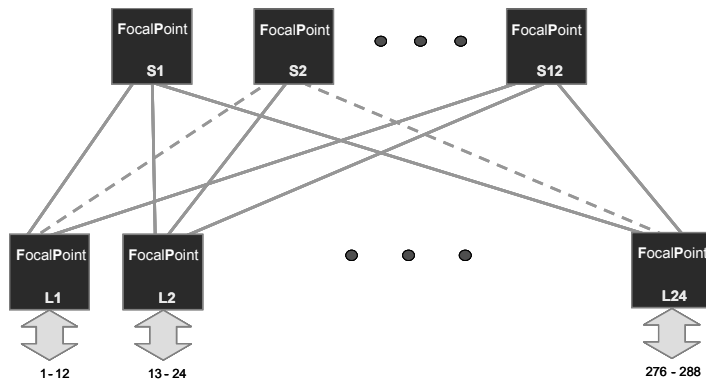 FocalPoint
S1
FocalPoint
S2
FocalPoint
S12
FocalPoint
L1
FocalPoint
L2
FocalPoint
L24
1 - 12
13 - 24
276 - 288